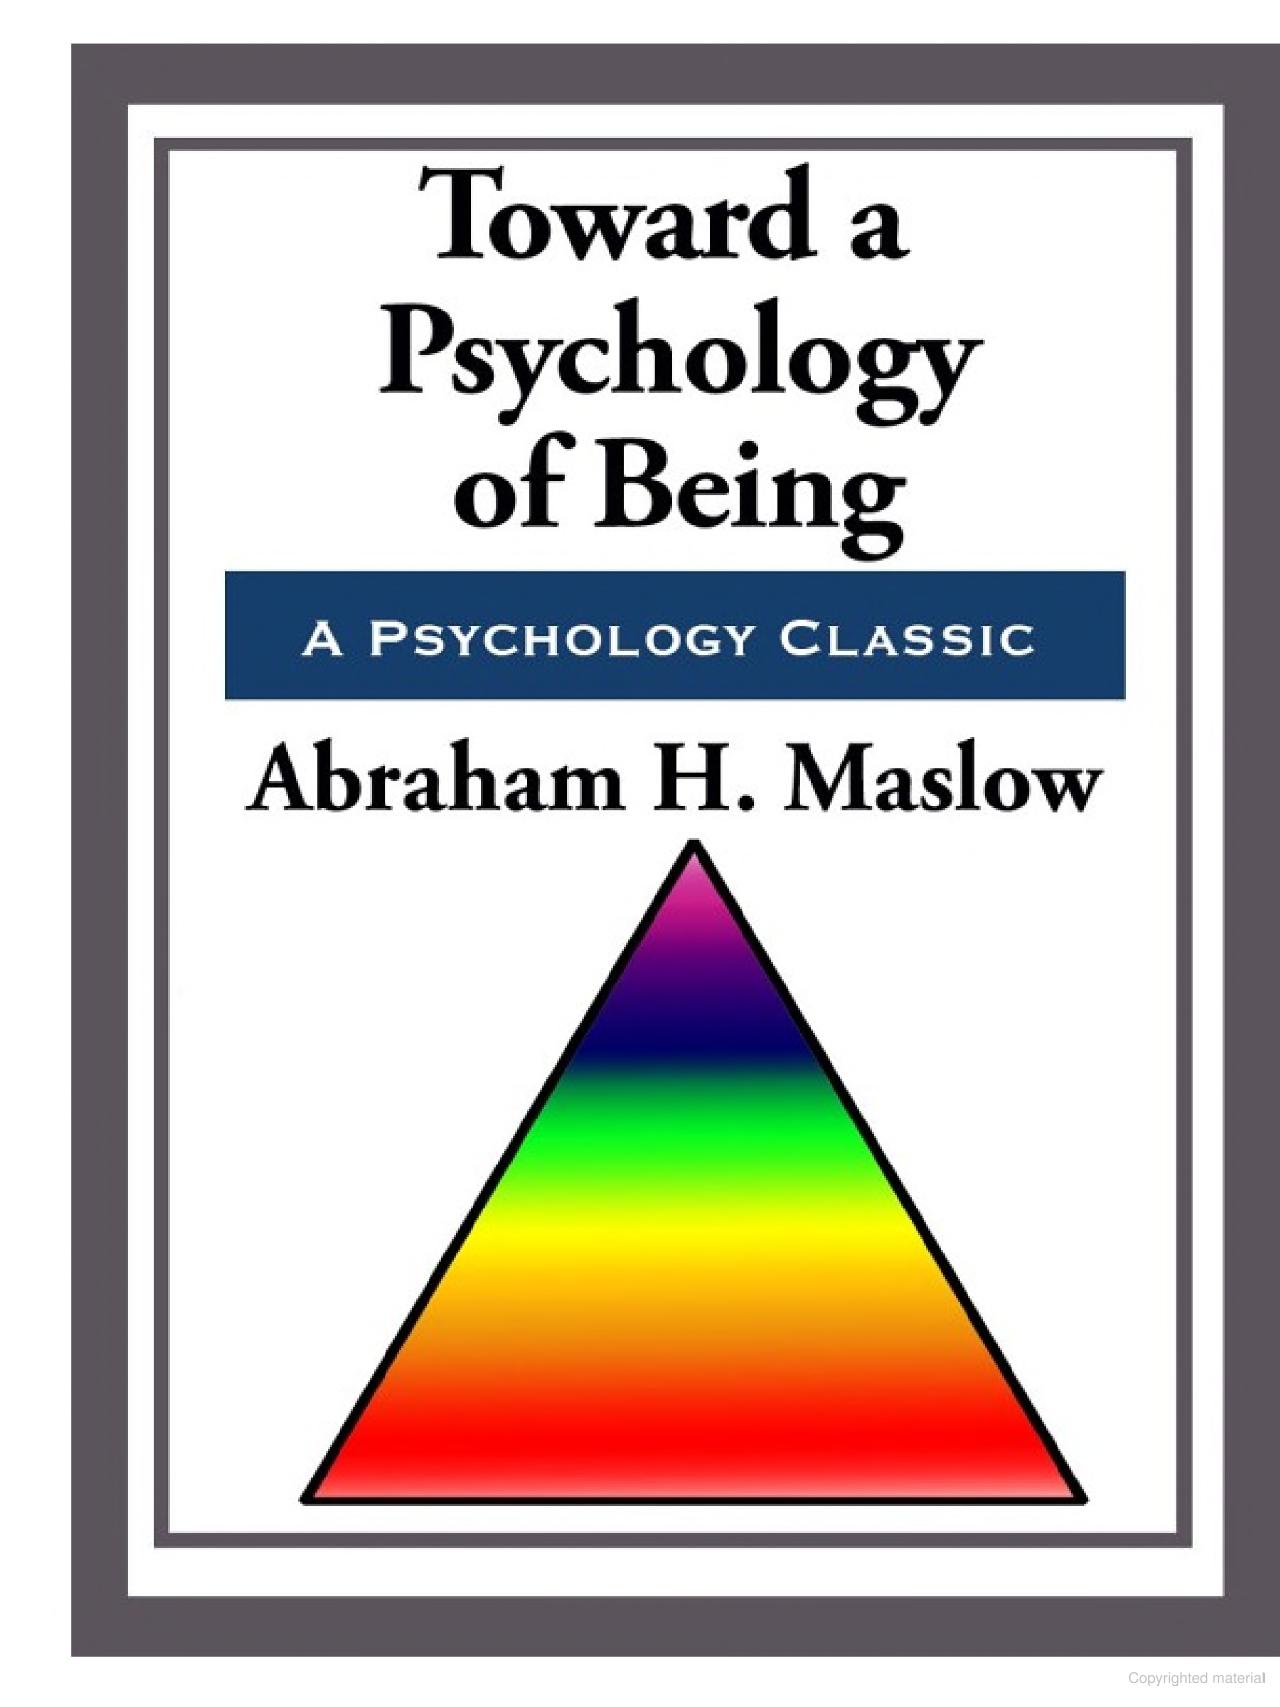 Toward a
Psychology
of Being
A Psychology Classic
Abraham H. Maslow
Copyrighted material